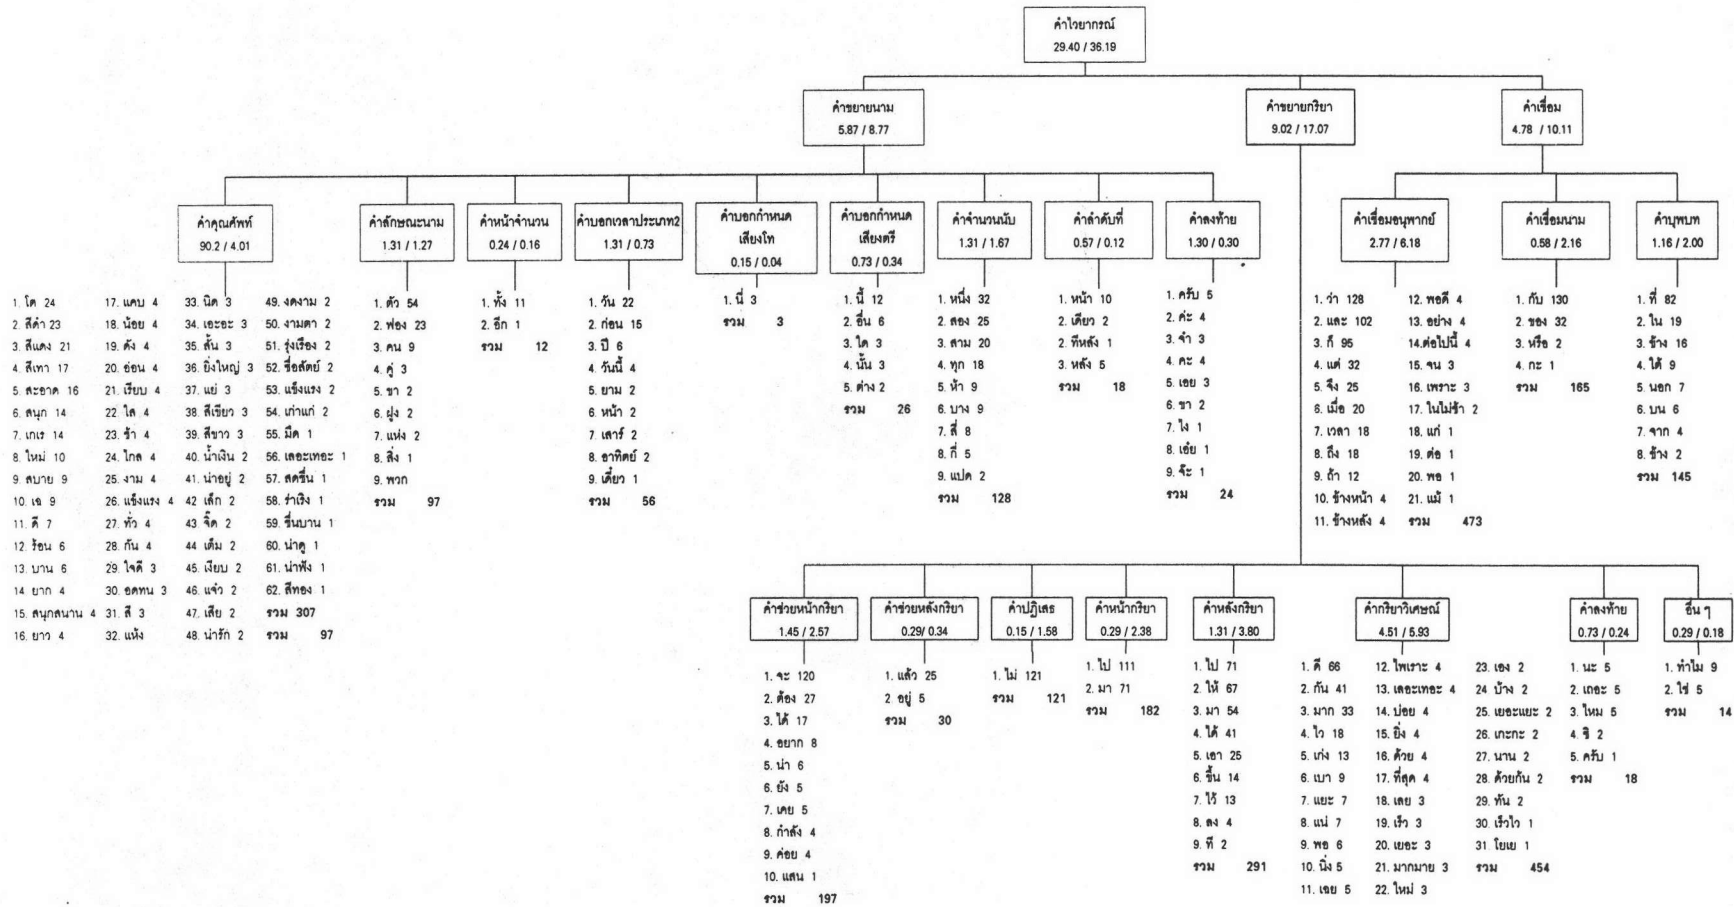 คำไวยากรณ์
29.40 / 36.19
คำขยายนาม
5.87 / 8.77
คำขยายกริยา
9.02 / 17.07
คำเชื่อม
4.78 / 10.11
คำคุณศัพท์
90.2 / 4.01
คำลักษณะนาม
1.31 / 1.27
คำหน้าจำนวน
0.24 / 0.16
คำบอกเวลาประเภท2
1.31 / 0.73
คำบอกกำหนด
เสียงโท
0.15 / 0.04
คำบอกกำหนด
เสียงตรี
0.73 / 0.34
คำจำนวนนับ
1.31 / 1.67
คำลำดับที่
0.57 / 0.12
คำลงท้าย
1.30 / 0.30
คำเชื่อมอนุพากย์
2.77 / 6.18
คำเชื่อมนาม
0.58 / 2.16
คำบุพบท
1.16 / 2.00
1. โต 24
2. สีดำ 23
3. สีแดง 21
4. สีเทา 17
5. สะอาด 16
6. สนุก 14
7. เกเร 14
8. ใหม่ 10
9. สบาย 9
10. เจ 9
11. ดี 7
12. ร้อน 6
13. บาน 6
14 ยาก 4
15. สนุกสนาน 4
16. ยาว 4
17. แคบ 4
18. น้อย 4
19. ดัง 4
20. อ่อน 4
21. เรียบ 4
22. ใส 4
23. ช้า 4
24. ไกล 4
25. งาม 4
26. แข็งแรง 4
27. ทั่ว 4
28. กัน 4
29. ใจดี 3
30. อดทน 3
31. สี 3
32. แห้ง
33. นิด 3
34. เอะอะ 3
35. สั้น 3
36. ยิ่งใหญ่ 3
37. แย่ 3
38. สีเขียว 3
39. สีขาว 3
40. น้ำเงิน 2
41. น่าอยู่ 2
42 เล็ก 2
43. จิ๊ด 2
44. เต็ม 2
45. เงียบ 2
46. แจ๋ว 2
47. เสีย 2
48. น่ารัก 2
49. งดงาม 2
50. งามตา 2
51. รุ่งเรือง 2
52. ซื่อสัตย์ 2
53. แข็งแรง 2
54. เก่าแก่ 2
55. มืด 1
56. เลอะเทอะ 1
57. สดชื่น 1
58. ร่าเริง 1
59. ชื่นบาน 1
60. น่าดู 1
61. น่าฟัง 1
62. สีทอง 1
รวม 307
รวม 97
1. ตัว 54
2. ฟอง 23
3. คน 9
4. คู่ 3
5. ขา 2
6. ฝูง 2
7. แห่ง 2
8. สิ่ง 1
9. พวก
รวม 97
1. ทั้ง 11
2. อีก 1
รวม 12
1. วัน 22
2. ก่อน 15
3. ปี 6
4. วันนี้ 4
5. ยาม 2
6. หน้า 2
7. เสาร์ 2
8. อาทิตย์ 2
9. เดี๋ยว 1
รวม 56
1. นี่ 3
รวม 3
1. นี้ 12
2. อื่น 6
3. ใด 3
4. นั้น 3
5. ต่าง 2
รวม 26
1. หนึ่ง 32
2. สอง 25
3. สาม 20
4. ทุก 18
5. ห้า 9
6. บาง 9
7. สี่ 8
8. กี่ 5
9. แปด 2
รวม 128
1. หน้า 10
2. เดียว 2
2. ทีหลัง 1
3. หลัง 5
รวม 18
1. ครับ 5
2. ค่ะ 4
3. จ๋า 3
4. คะ 4
5. เอย 3
6. ขา 2
7. ไง 1
8. เอ๋ย 1
9. จ๊ะ 1
รวม 24
1. ว่า 128
2. และ 102
3. ก็ 95
4. แต่ 32
5. จึง 25
6. เมื่อ 20
7. เวลา 18
8. ถึง 18
9. ถ้า 12
10. ข้างหน้า 4
11. ข้างหลัง 4
12. พอดี 4
13. อย่าง 4
14.ต่อไปนี้ 4
15. จน 3
16. เพราะ 3
17. ในไม่ช้า 2
18. แก่ 1
19. ต่อ 1
20. พอ 1
21. แม้ 1
รวม 473
1. กับ 130
2. ของ 32
3. หรือ 2
4. กะ 1
รวม 165
1. ที่ 82
2. ใน 19
3. ข้าง 16
4. ได้ 9
5. นอก 7
6. บน 6
7. จาก 4
8. ข้าง 2
รวม 145
คำช่วยหน้ากริยา
1.45 / 2.57
คำช่วยหลังกริยา
0.29/ 0.34
คำปฏิเสธ
0.15 / 1.58
คำหน้ากริยา
0.29 / 2.38
คำหลังกริยา
1.31 / 3.80
คำกริยาวิเศษณ์
4.51 / 5.93
คำลงท้าย
0.73 / 0.24
อื่น ๆ
0.29 / 0.18
1. จะ 120
2. ต้อง 27
3. ได้ 17
4. อยาก 8
5. น่า 6
6. ยัง 5
7. เคย 5
8. กำลัง 4
9. ค่อย 4
10. แสน 1
รวม 197
1. แล้ว 25
2. อยู่ 5
รวม 30
1. ไม่ 121
รวม 121
1. ไป 111
2. มา 71
รวม 182
1. ไป 71
2. ให้ 67
3. มา 54
4. ได้ 41
5. เอา 25
6. ขึ้น 14
7. ไว้ 13
8. ลง 4
9. ที 2
รวม 291
1. ดี 66
2. กัน 41
3. มาก 33
4. ไว 18
5. เก่ง 13
6. เบา 9
7. แยะ 7
8. แน่ 7
9. พอ 6
10. นิ่ง 5
11. เฉย 5
12. ไพเราะ 4
13. เลอะเทอะ 4
14. บ่อย 4
15. ยิ่ง 4
16. ด้วย 4
17. ที่สุด 4
18. เลย 3
19. เร็ว 3
20. เยอะ 3
21. มากมาย 3
22. ใหม่ 3
23. เอง 2
24 บ้าง 2
25. เยอะแยะ 2
26. เกะกะ 2
27. นาน 2
28. ด้วยกัน 2
29. ทัน 2
30. เร็วไว 1
31 โยเย 1
รวม 454
1. นะ 5
2. เถอะ 5
3. ไหม 5
4. ซิ 2
5. ครับ 1
รวม 18
1. ทำไม 9
2. ใช่ 5
รวม 14